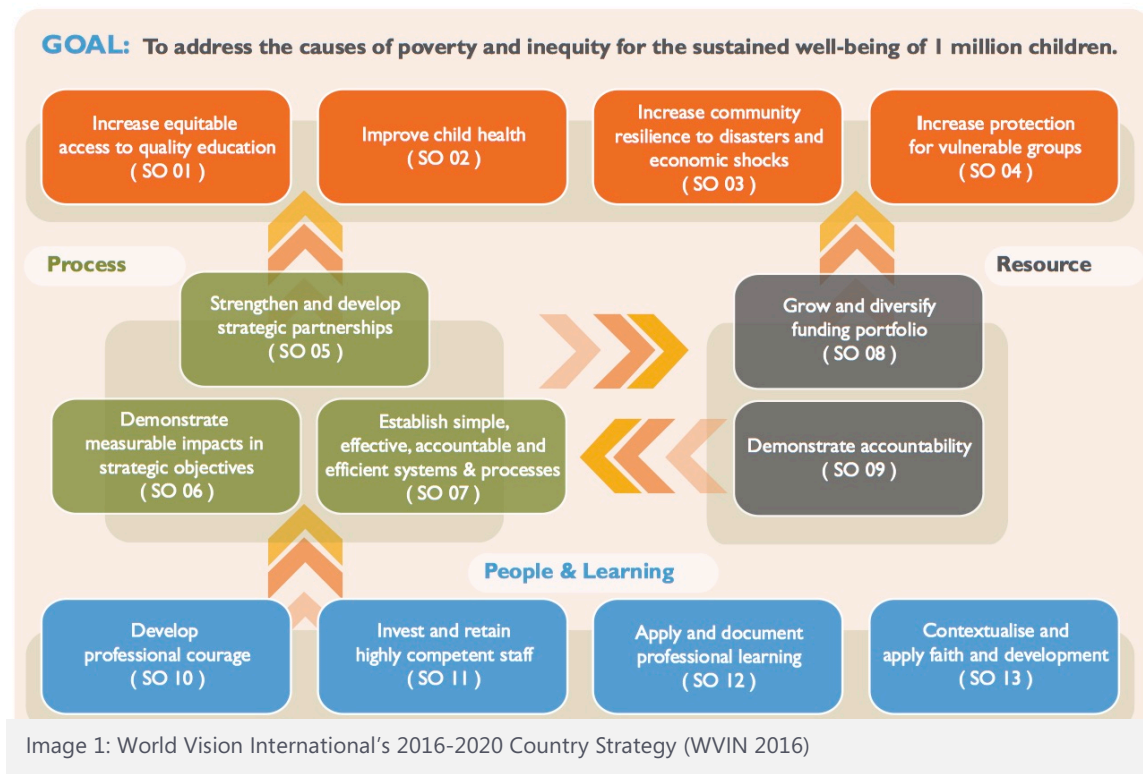 GOAL: To address the causes of poverty and inequity for the sustained well-being of 1 million children.
Increase equitable
access to quality education
( SO 01 )
Improve child health
( SO 02 )
Increase community
resilience to disasters and
economic shocks
( SO 03 )
Increase protection
for vulnerable groups
( SO 04 )
Process
Resource
Strengthen and develop
strategic partnerships
( SO 05 )
Grow and diversify
funding portfolio
( SO 08 )
Demonstrate
measurable impacts in
strategic objectives
( SO 06 )
Establish simple,
effective, accountable and
efficient systems & processes
( SO 07 )
Demonstrate accountability
( SO 09 )
People & Learning
Develop
professional courage
( SO 10 )
Invest and retain
highly competent staff
( SO 11 )
Apply and document
professional learning
( SO 12 )
Contextualise and
apply faith and development
( SO 13 )
Image 1: World Vision International's 2016-2020 Country Strategy (WVIN 2016)